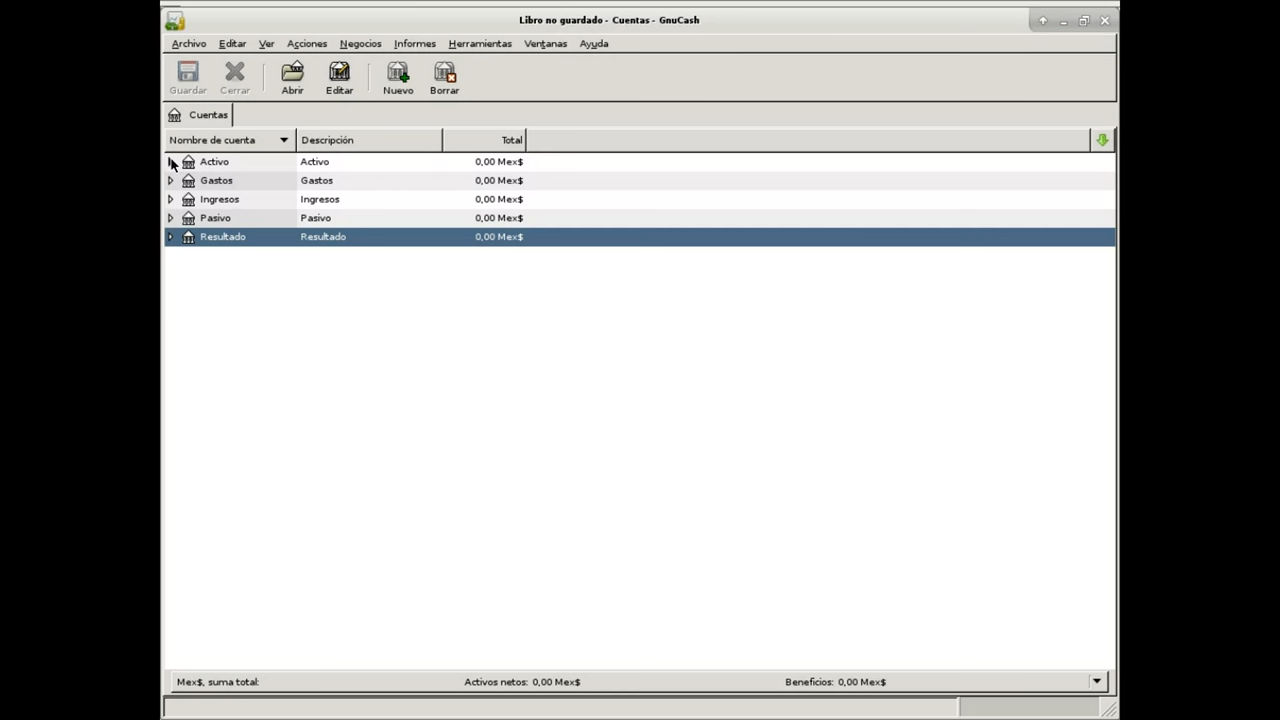 Libro no guardado - Cuentas - GnuCash
Archivo Editar Ver Acciones Negocios Informes Herramientas Ventanas Ayuda
Guardar Cerrar Abrir Editar Nuevo Borrar
Cuentas
Nombre de cuenta Descripción Total
Activo Activo 0,00 Mex$
Gastos Gastos 0,00 Mex$
Ingresos Ingresos 0,00 Mex$
Pasivo Pasivo 0,00 Mex$
Resultado Resultado 0,00 Mex$
Mex$, suma total: Activos netos: 0,00 Mex$ Beneficios: 0,00 Mex$